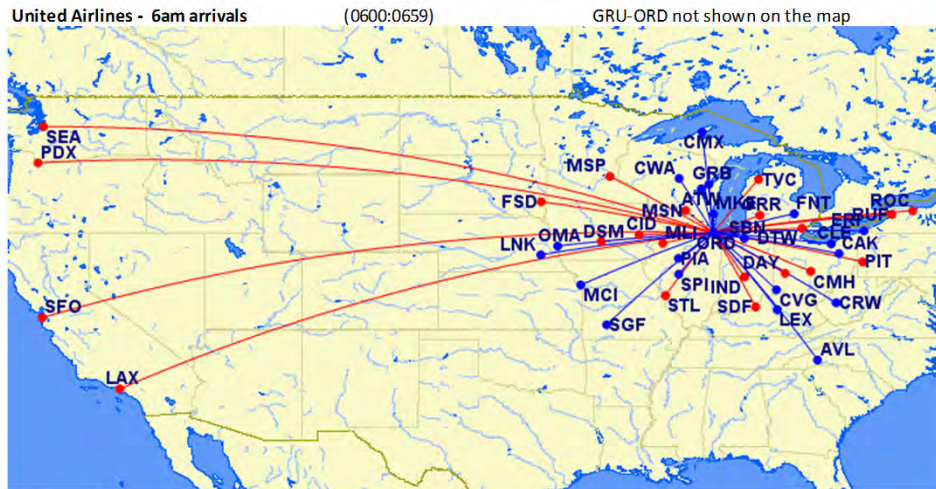 United Airlines - 6am arrivals (0600:0659) GRU-ORD not shown on the map
SEA
PDX
SFO
LAX
CMX
MSP
CWA
GRB
TVC
FSD
ATW
MKE
GRR
FNT
ROC
MSN
ERI
BUF
LNK
OMA
DSM
CID
MLI
ORD
SBN
DTW
CLE
CAK
PIT
PIA
DAY
CMH
MCI
SPI
IND
CVG
CRW
STL
SDF
LEX
SGF
AVL